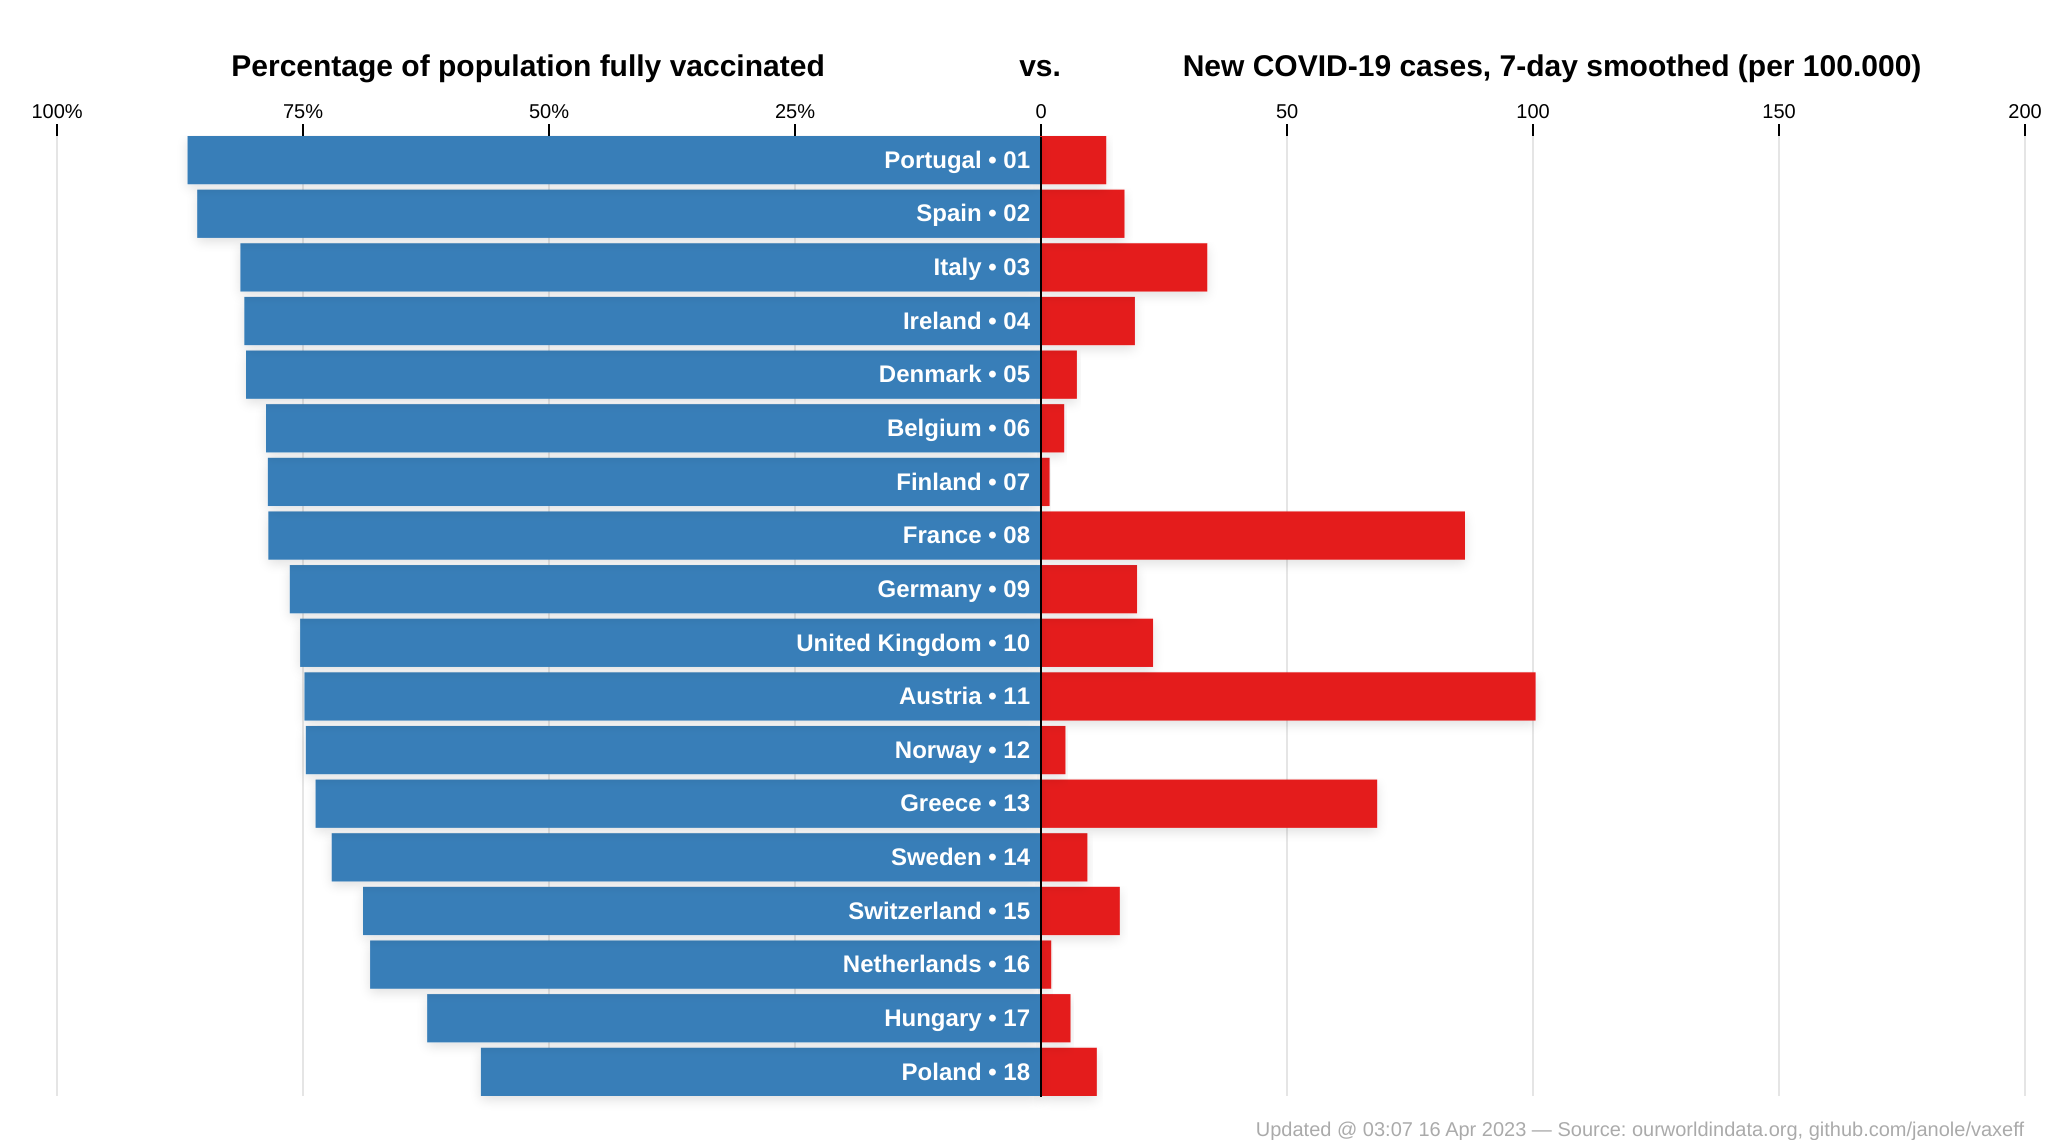 Percentage of population fully vaccinated vs. New COVID-19 cases, 7-day smoothed (per 100.000)
100% 75% 50% 25% 0 50 100 150 200
Portugal • 01
Spain • 02
Italy • 03
Ireland • 04
Denmark • 05
Belgium • 06
Finland • 07
France • 08
Germany • 09
United Kingdom • 10
Austria • 11
Norway • 12
Greece • 13
Sweden • 14
Switzerland • 15
Netherlands • 16
Hungary • 17
Poland • 18
Updated @ 03:07 16 Apr 2023 — Source: ourworldindata.org, github.com/janole/vaxeff